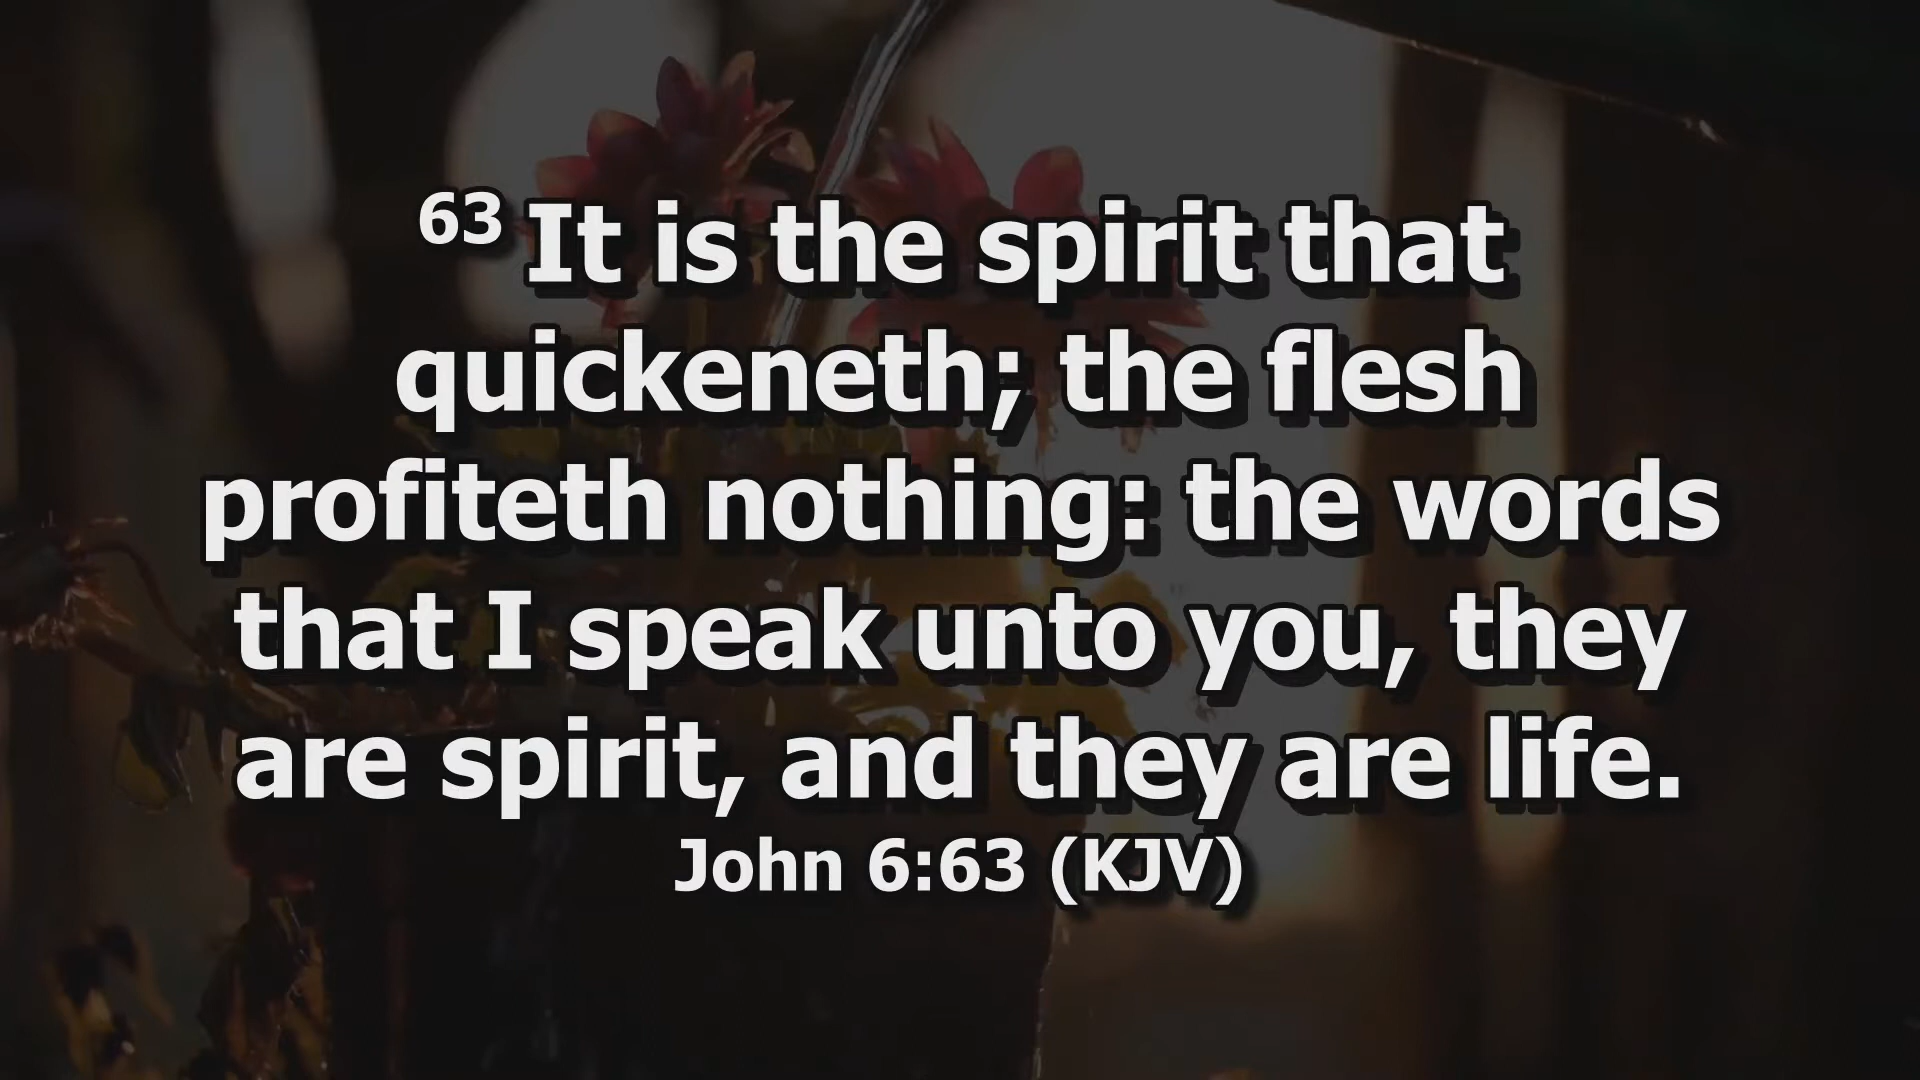 63 It is the spirit that
quickeneth; the flesh
profiteth nothing: the words
that I speak unto you, they
are spirit, and they are life.
John 6:63 (KJV)